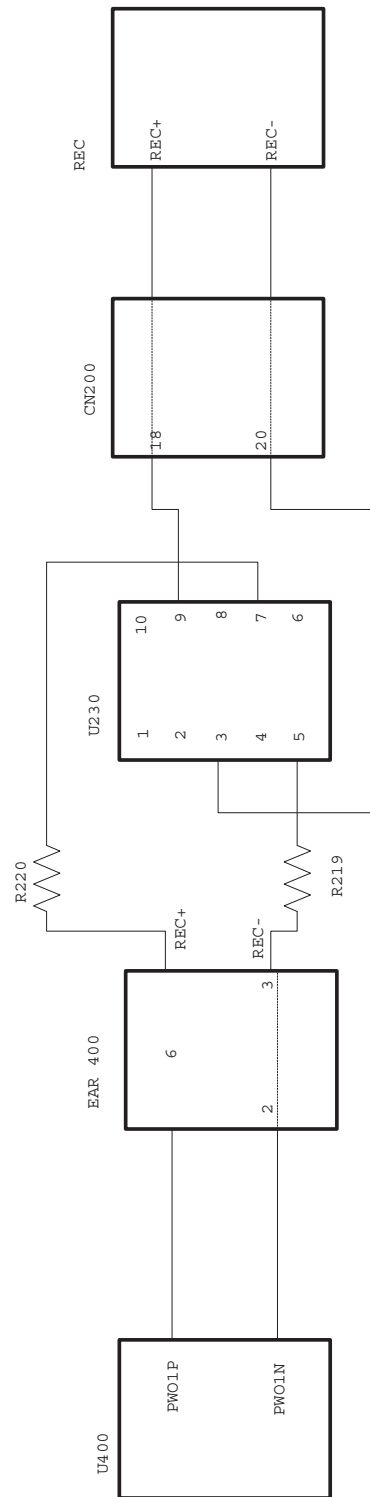 REC
REC+
REC-
CN200
18
20
U230
10
9
8
7
6
1
2
3
4
5
R220
R219
REC+
REC-
EAR 400
6
3
2
U400
PWO1P
PWO1N